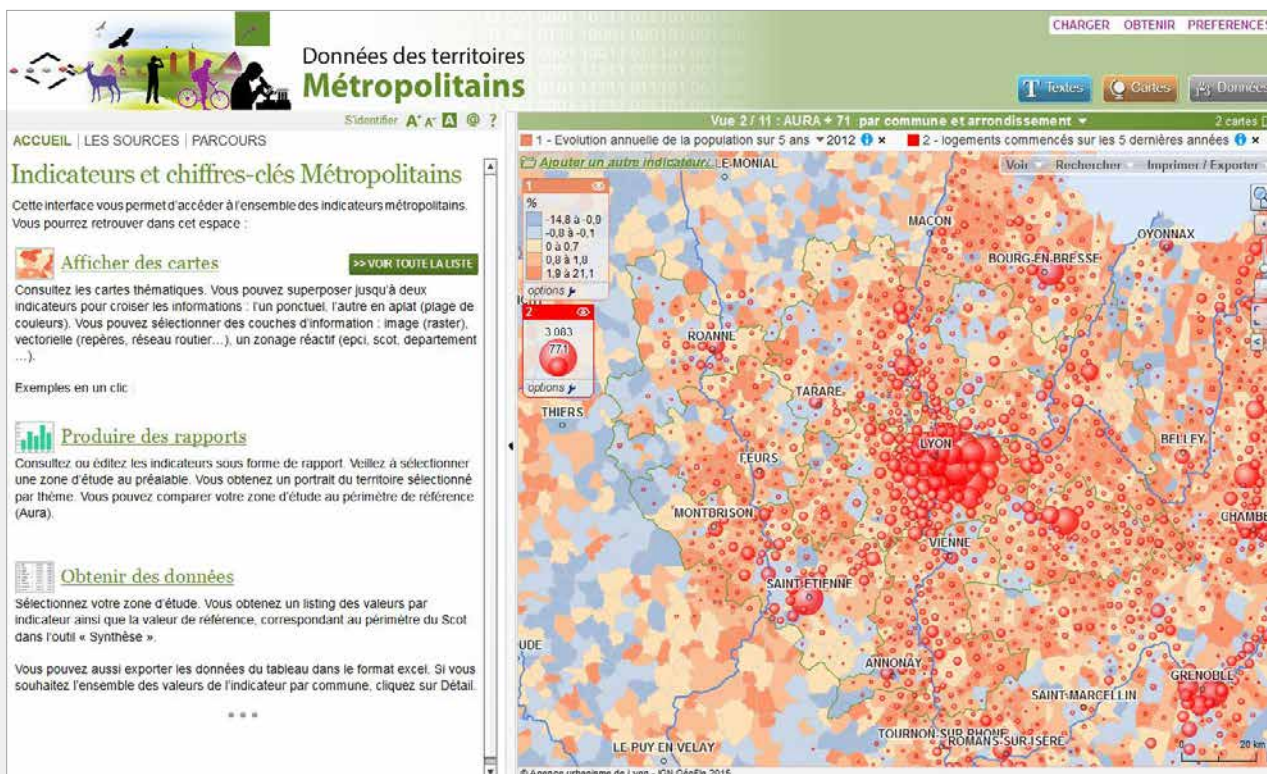 CHARGER OBTENIR PREFERENCES
Données des territoires
Métropolitains
Textes Cartes Données
S'identifier A+ A- A @ ?
ACCUEIL | LES SOURCES | PARCOURS
Indicateurs et chiffres-clés Métropolitains
Cette interface vous permet d'accéder à l'ensemble des indicateurs métropolitains.
Vous pourrez retrouver dans cet espace :
Afficher des cartes
>> VOIR TOUTE LA LISTE
Consultez les cartes thématiques. Vous pouvez superposer jusqu'à deux
indicateurs pour croiser les informations : l'un ponctuel, l'autre en aplat (plage de
couleurs). Vous pouvez sélectionner des couches d'information : image (raster),
vectorielle (repères, réseau routier…), un zonage réactif (epci, scot, departement
…).
Exemples en un clic
Produire des rapports
Consultez ou éditez les indicateurs sous forme de rapport. Veillez à sélectionner
une zone d'étude au préalable. Vous obtenez un portrait du territoire sélectionné
par thème. Vous pouvez comparer votre zone d'étude au périmètre de référence
(Aura).
Obtenir des données
Sélectionnez votre zone d'étude. Vous obtenez un listing des valeurs par
indicateur ainsi que la valeur de référence, correspondant au périmètre du Scot
dans l'outil « Synthèse ».
Vous pouvez aussi exporter les données du tableau dans le format excel. Si vous
souhaitez l'ensemble des valeurs de l'indicateur par commune, cliquez sur Détail.
Vue 2 / 11 : AURA + 71 par commune et arrondissement
2 cartes
1 - Evolution annuelle de la population sur 5 ans 2012
2 - logements commencés sur les 5 dernières années
Ajouter un autre indicateur...
Voir Rechercher Imprimer / Exporter
LE-MONIAL
1
%
-14,8 à -0,9
-0,8 à -0,1
0 à 0,7
0,8 à 1,8
1,9 à 21,1
options
2
3 083
771
options
MACON
OYONNAX
BOURG-EN-BRESSE
ROANNE
TARARE
THIERS
LYON
BELLEY
FEURS
MONTBRISON
CHAMBE
VIENNE
SAINT-ETIENNE
UDE
ANNONAY
GRENOBLE
SAINT-MARCELLIN
TOURNON-SUR-RHONE
ROMANS-SUR-ISERE
LE-PUY-EN-VELAY
0 20 km
© Agence urbanisme de Lyon - IGN GéoFla 2015